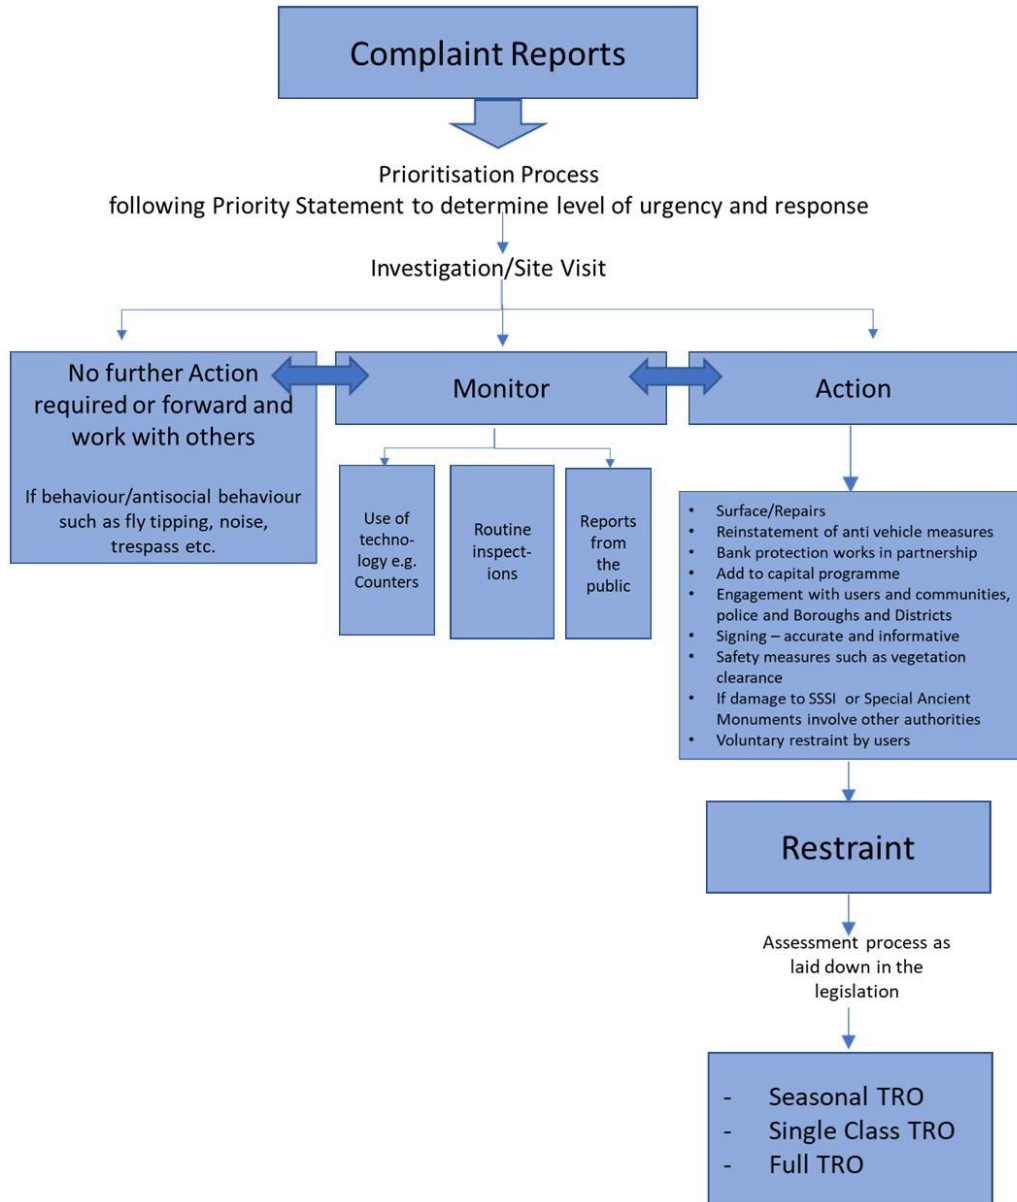 Complaint Reports
Prioritisation Process
following Priority Statement to determine level of urgency and response
Investigation/Site Visit
No further Action
required or forward and
work with others
If behaviour/antisocial behaviour
such as fly tipping, noise,
trespass etc.
Monitor
Action
Use of
technolo-
gy e.g.
Counters
Routine
inspect-
ions
Reports
from
the
public
• Surface/Repairs
• Reinstatement of anti vehicle measures
• Bank protection works in partnership
• Add to capital programme
• Engagement with users and communities,
police and Boroughs and Districts
• Signing – accurate and informative
• Safety measures such as vegetation
clearance
• If damage to SSSI or Special Ancient
Monuments involve other authorities
• Voluntary restraint by users
Restraint
Assessment process as
laid down in the
legislation
- Seasonal TRO
- Single Class TRO
- Full TRO